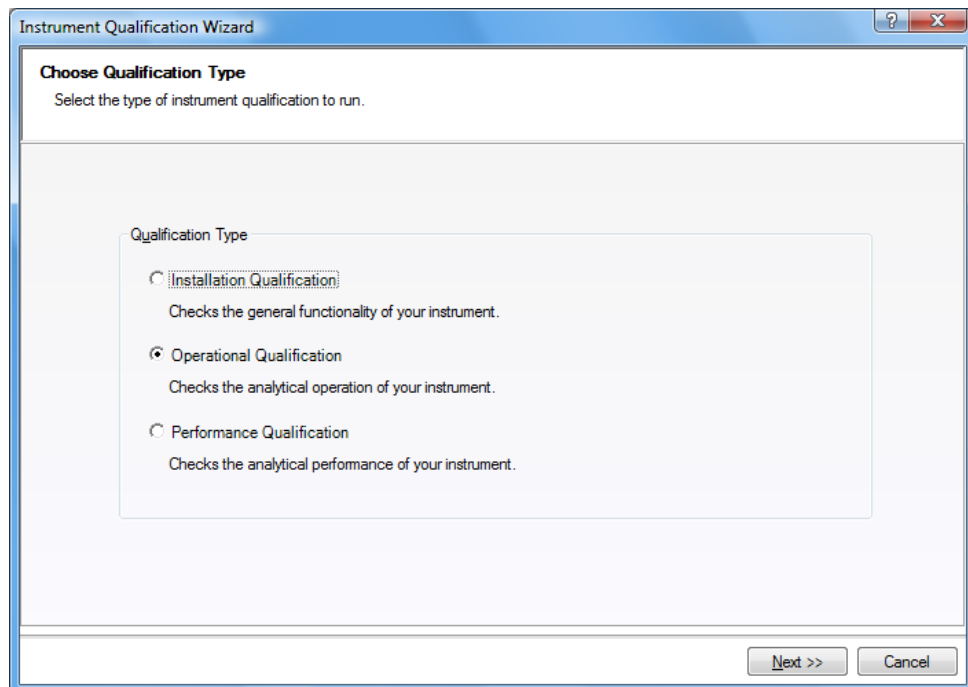 Instrument Qualification Wizard
Choose Qualification Type
Select the type of instrument qualification to run.
Qualification Type
Installation Qualification
Checks the general functionality of your instrument.
Operational Qualification
Checks the analytical operation of your instrument.
Performance Qualification
Checks the analytical performance of your instrument.
Next >> Cancel